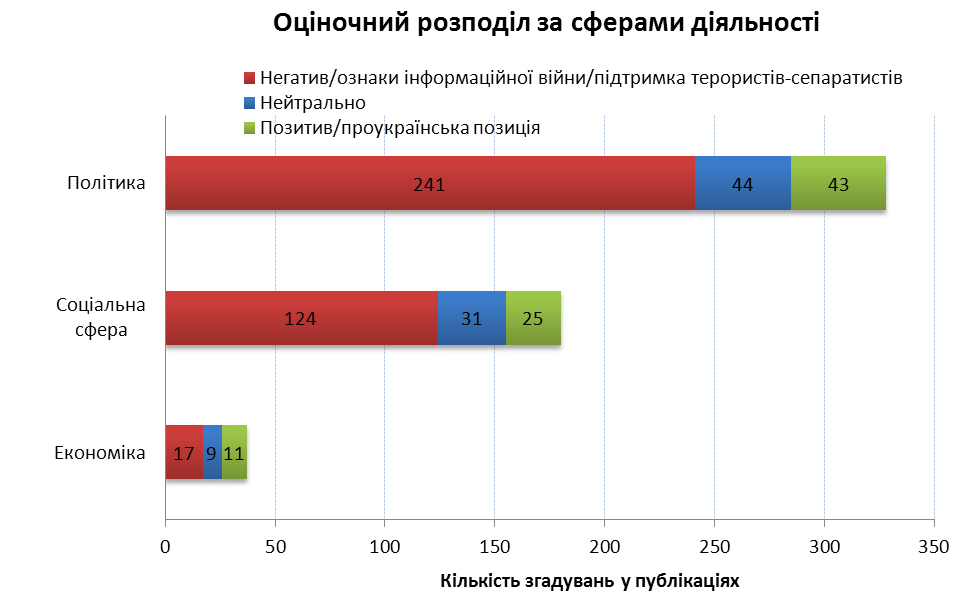 Оціночний розподіл за сферами діяльності
Негатив/ознаки інформаційної війни/підтримка терористів-сепаратистів
Нейтрально
Позитив/проукраїнська позиція
Політика
241
44
43
Соціальна
сфера
124
31
25
Економіка
17
9
11
0
50
100
150
200
250
300
350
Кількість згадувань у публікаціях